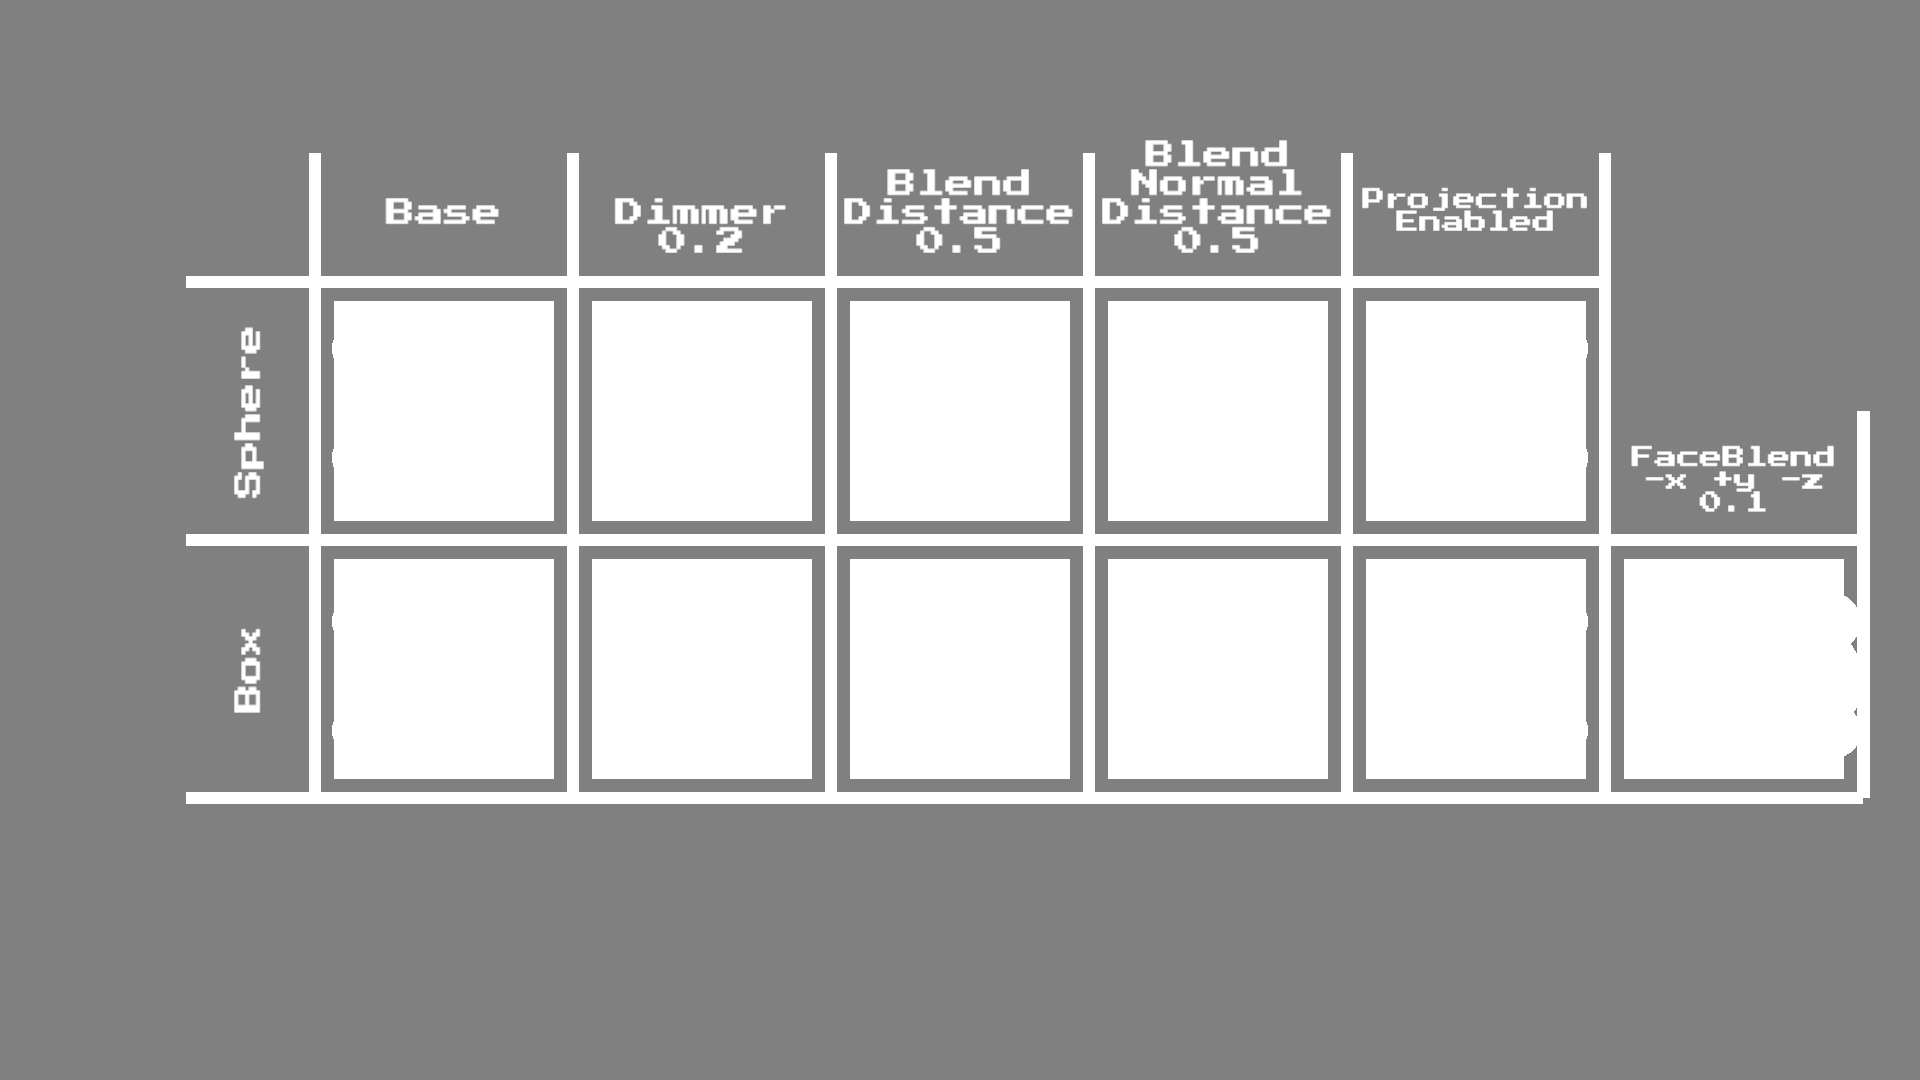 Base
Dimmer
0.2
Blend
Distance
0.5
Blend
Normal
Distance
0.5
Projection
Enabled
Sphere
FaceBlend
-x +y -z
0.1
Box